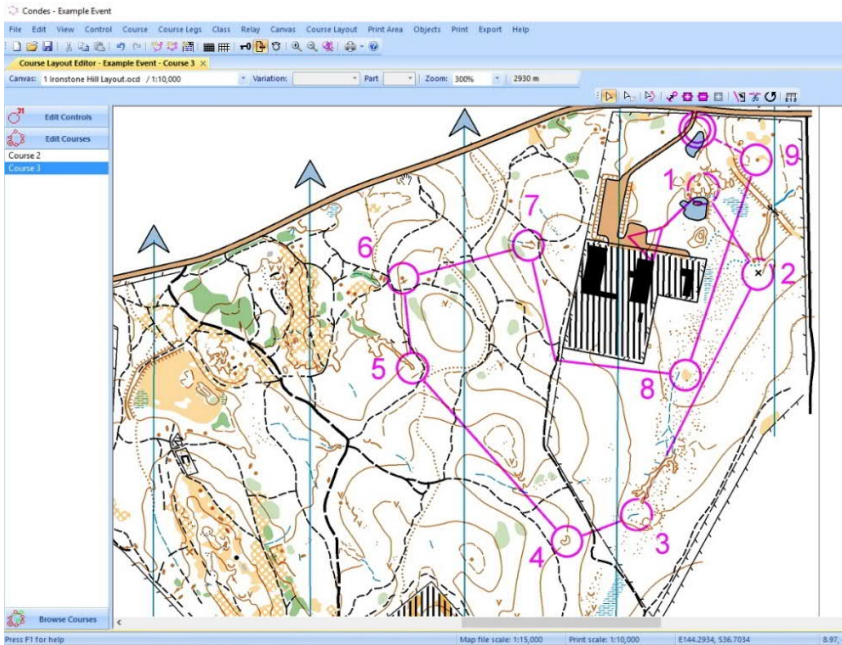 Condes - Example Event
File Edit View Control Course Course Legs Class Relay Canvas Course Layout Print Area Objects Print Export Help
Course Layout Editor - Example Event - Course 3
Canvas: 1 Ironstone Hill Layout.ocd / 1:10,000 Variation: Part Zoom: 300% 2930 m
31 Edit Controls
Edit Courses
Course 2
Course 3
9
1
7
6
2
5
8
3
4
Browse Courses
Press F1 for help Map file scale: 1:15,000 Print scale: 1:10,000 E144.2934, S36.7034 8.97,